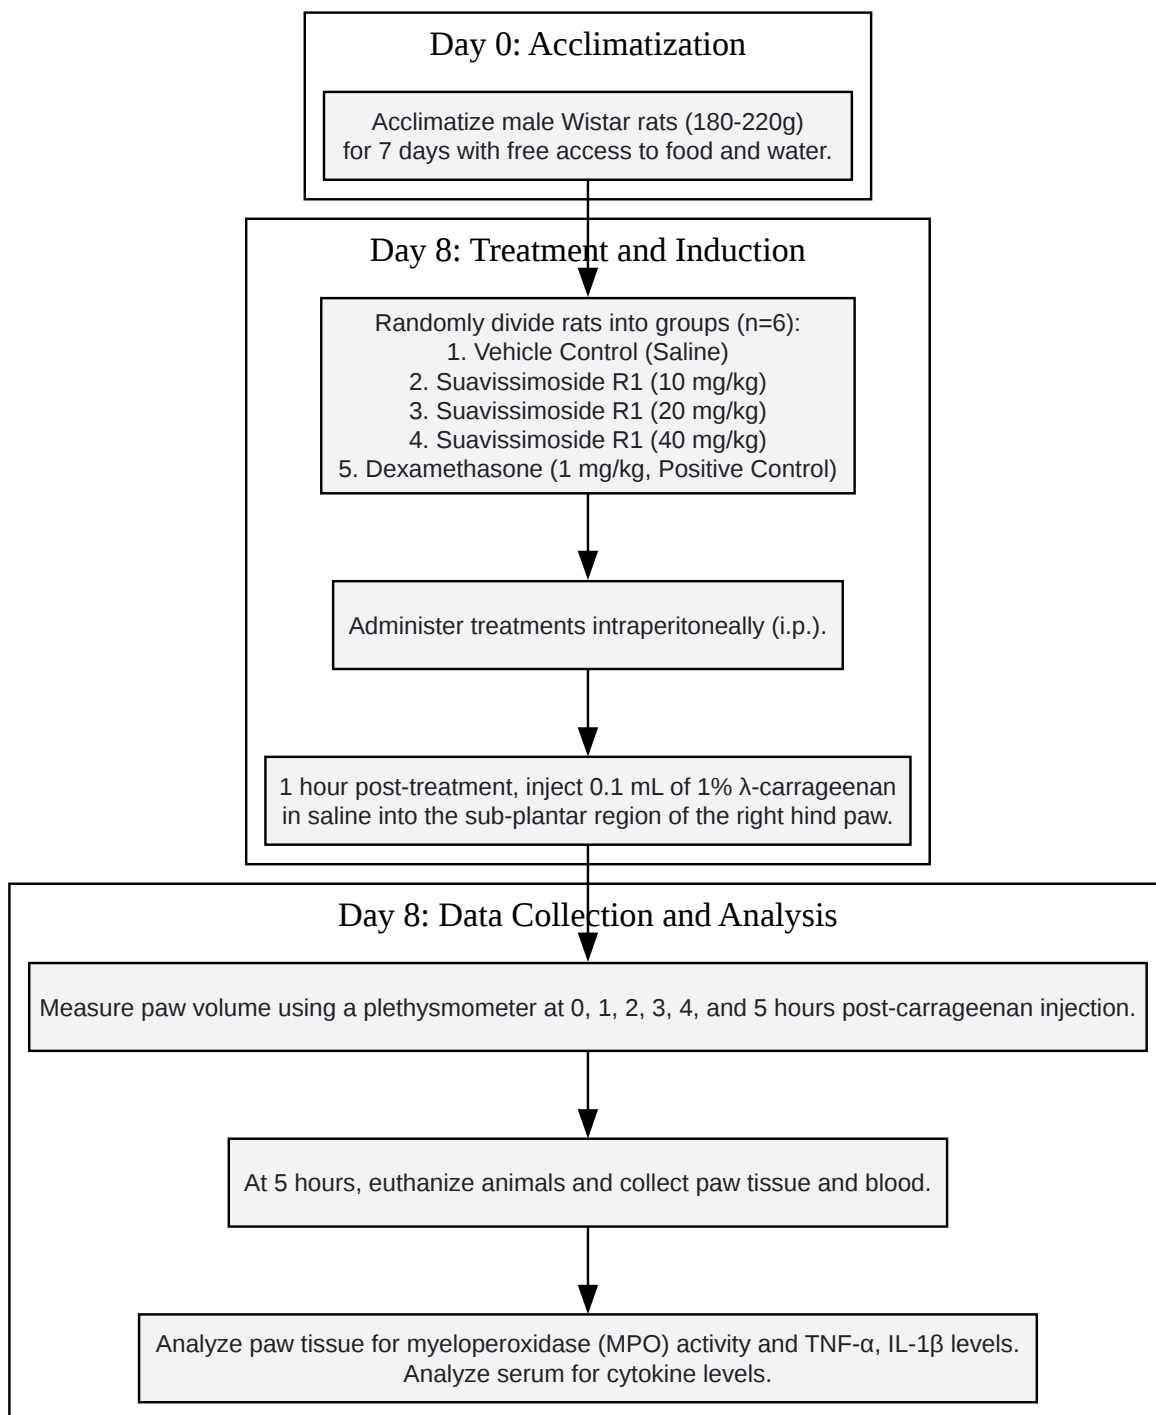 Day 0: Acclimatization
Acclimatize male Wistar rats (180-220g)
for 7 days with free access to food and water.
Day 8: Treatment and Induction
Randomly divide rats into groups (n=6):
1. Vehicle Control (Saline)
2. Suavissimoside R1 (10 mg/kg)
3. Suavissimoside R1 (20 mg/kg)
4. Suavissimoside R1 (40 mg/kg)
5. Dexamethasone (1 mg/kg, Positive Control)
Administer treatments intraperitoneally (i.p.).
1 hour post-treatment, inject 0.1 mL of 1% λ-carrageenan
in saline into the sub-plantar region of the right hind paw.
Day 8: Data Collection and Analysis
Measure paw volume using a plethysmometer at 0, 1, 2, 3, 4, and 5 hours post-carrageenan injection.
At 5 hours, euthanize animals and collect paw tissue and blood.
Analyze paw tissue for myeloperoxidase (MPO) activity and TNF-α, IL-1β levels.
Analyze serum for cytokine levels.